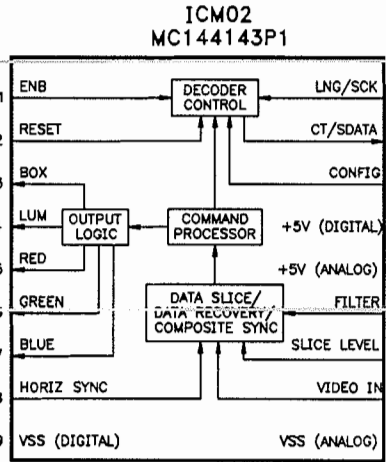 ICM02
MC144143P1
ENB
DECODER
CONTROL
LNG/SCK
RESET
CT/SDATA
BOX
CONFIG
LUM
OUTPUT
LOGIC
COMMAND
PROCESSOR
+5V (DIGITAL)
RED
+5V (ANALOG)
GREEN
DATA SLICE/
DATA RECOVERY/
COMPOSITE SYNC
FILTER
BLUE
SLICE LEVEL
HORIZ SYNC
VIDEO IN
9 VSS (DIGITAL)
VSS (ANALOG)